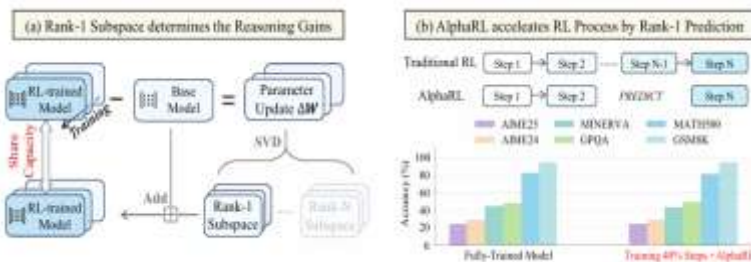 (a) Rank-1 Subspace determines the Reasoning Gains
RL-trained
Model
Training
Base
Model
=
Parameter
Update ΔW
SVD
Share
Capacity
RL-trained
Model
Add
Rank-1
Subspace
Rank-N
Subspace
(b) AlphaRL acceleates RL Process by Rank-1 Prediction
Traditional RL
Step 1
Step 2
Step N-1
Step N
AlphaRL
Step 1
Step 2
PREDICT
Step N
AIME25
MINERVA
MATH500
AIME24
GPQA
GSM8K
Accuracy (%)
100
80
60
40
20
0
Fully-Trained Model
Training 40% Steps + AlphaRL